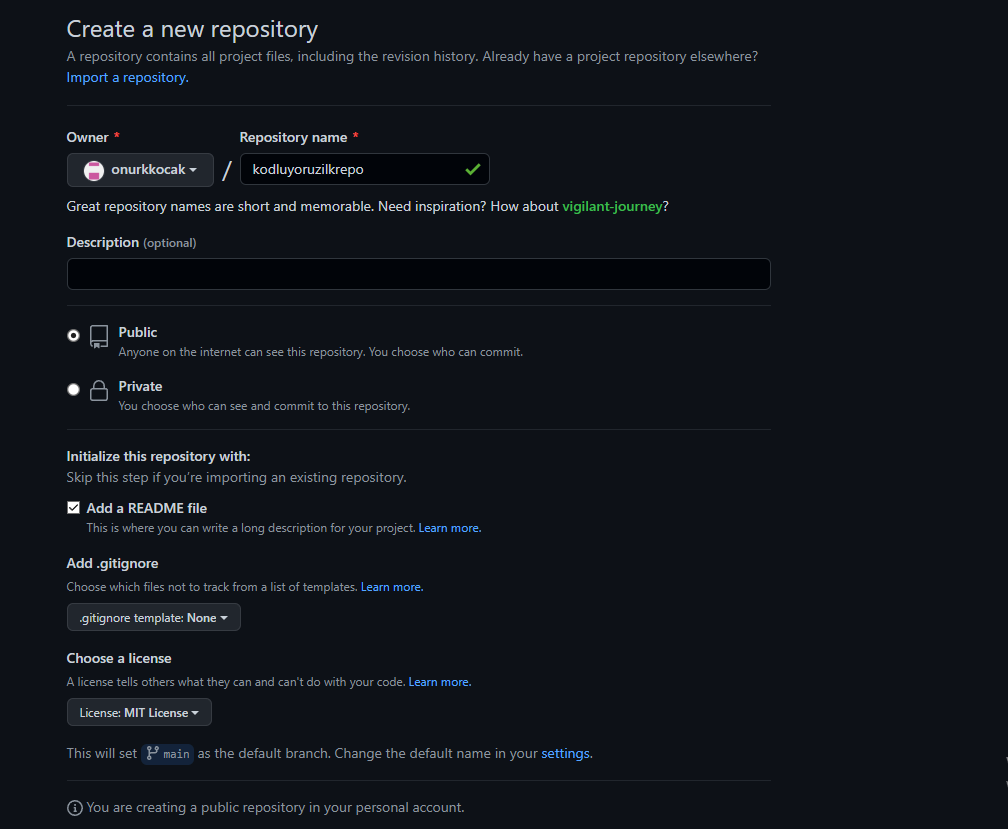 Create a new repository
A repository contains all project files, including the revision history. Already have a project repository elsewhere?
Import a repository.
Owner * Repository name *
onurkkocak / kodluyoruzilkrepo
Great repository names are short and memorable. Need inspiration? How about vigilant-journey?
Description (optional)
Public
Anyone on the internet can see this repository. You choose who can commit.
Private
You choose who can see and commit to this repository.
Initialize this repository with:
Skip this step if you're importing an existing repository.
Add a README file
This is where you can write a long description for your project. Learn more.
Add .gitignore
Choose which files not to track from a list of templates. Learn more.
.gitignore template: None
Choose a license
A license tells others what they can and can't do with your code. Learn more.
License: MIT License
This will set main as the default branch. Change the default name in your settings.
You are creating a public repository in your personal account.